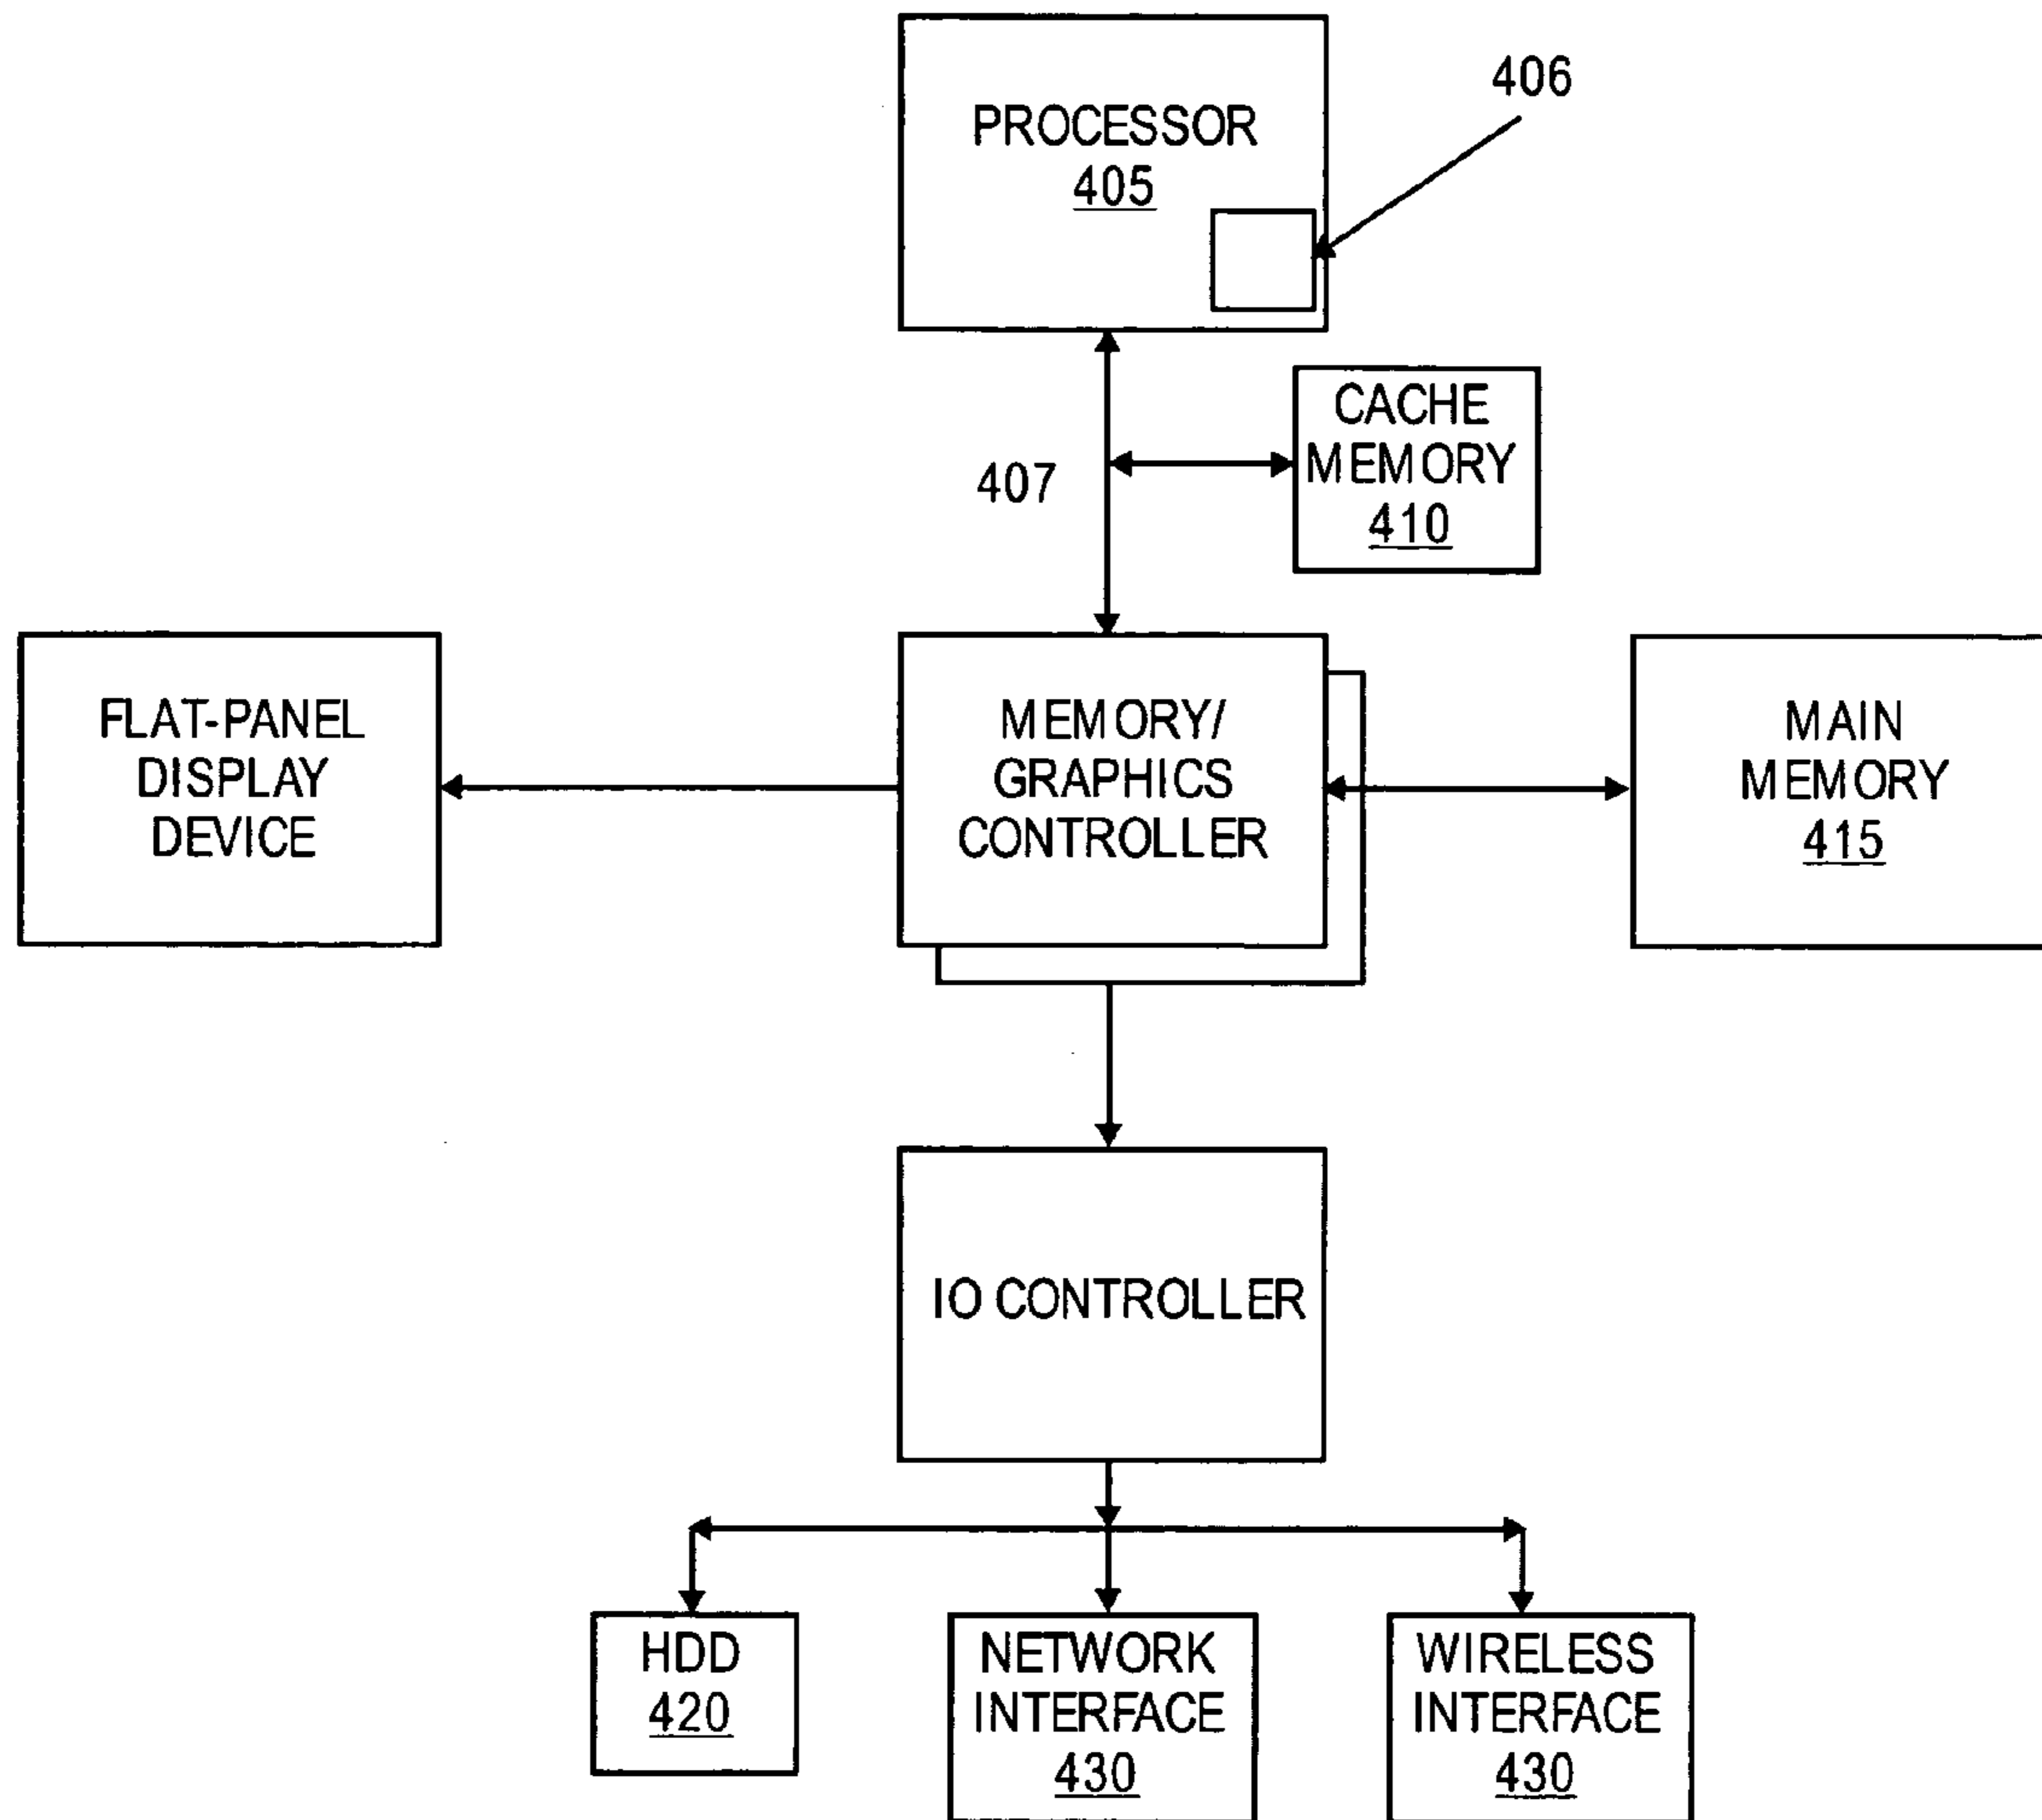 PROCESSOR
405
406
407
CACHE
MEMORY
410
FLAT-PANEL
DISPLAY
DEVICE
MEMORY/
GRAPHICS
CONTROLLER
MAIN
MEMORY
415
IO CONTROLLER
HDD
420
NETWORK
INTERFACE
430
WIRELESS
INTERFACE
430